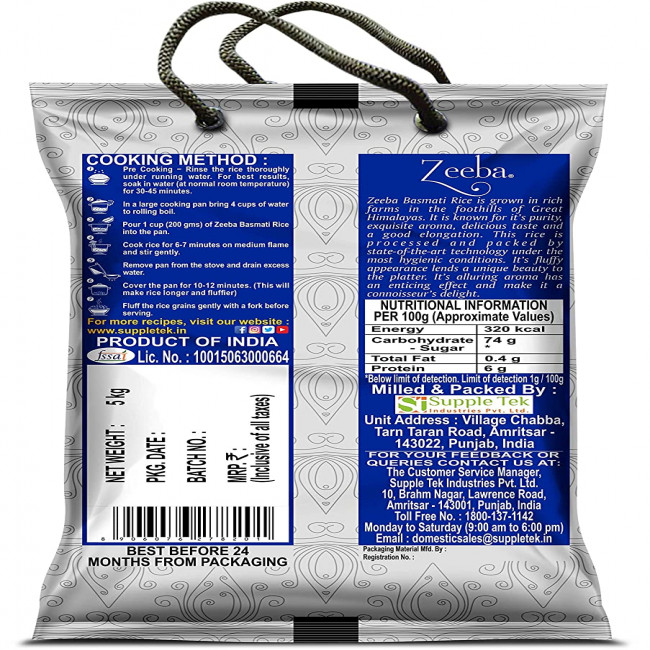 COOKING METHOD :
Pre Cooking – Rinse the rice thoroughly
under running water. For best results,
soak in water (at normal room temperature)
for 30-45 minutes.
In a large cooking pan bring 4 cups of water
to rolling boil.
Pour 1 cup (200 gms) of Zeeba Basmati Rice
into the pan.
Cook rice for 6-7 minutes on medium flame
and stir gently.
Remove pan from the stove and drain excess
water.
Cover the pan for 10-12 minutes. (This will
make rice longer and fluffier)
Fluff the rice grains gently with a fork before
serving.
For more recipes, visit our website :
www.suppletek.in
PRODUCT OF INDIA
fssai Lic. No. : 10015063000664
NET WEIGHT : 5 kg
PKG.DATE :
BATCH NO. :
MRP ₹ :
(Inclusive of all taxes)
BEST BEFORE 24
MONTHS FROM PACKAGING
Zeeba®
Zeeba Basmati Rice is grown in rich
farms in the foothills of Great
Himalayas. It is known for it's purity,
exquisite aroma, delicious taste and
a good elongation. This rice is
processed and packed by
state-of-the-art technology under the
most hygienic conditions. It's fluffy
appearance lends a unique beauty to
the platter. It's alluring aroma has
an enticing effect and make it a
connoisseur's delight.
NUTRITIONAL INFORMATION
PER 100g (Approximate Values)
Energy 320 kcal
Carbohydrate 74 g
- Sugar *
Total Fat 0.4 g
Protein 6 g
*Below limit of detection. Limit of detection 1g / 100g
Milled & Packed By :
Si Supple Tek
Industries Pvt. Ltd.
Unit Address : Village Chabba,
Tarn Taran Road, Amritsar -
143022, Punjab, India
FOR YOUR FEEDBACK OR
QUERIES CONTACT US AT:
The Customer Service Manager,
Supple Tek Industries Pvt. Ltd.
10, Brahm Nagar, Lawrence Road,
Amritsar - 143001, Punjab, India
Toll Free No. : 1800-137-1142
Monday to Saturday (9:00 am to 6:00 pm)
Email : domesticsales@suppletek.in
Packaging Material Mfd. By :
Registration No. :